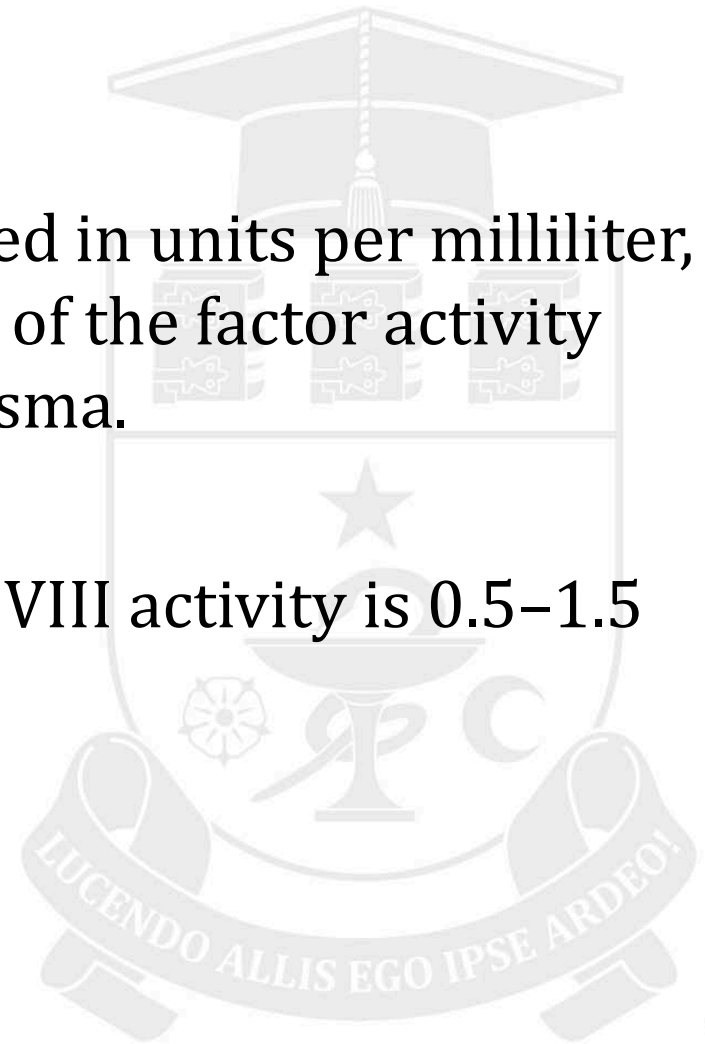 ed in units per milliliter,
of the factor activity
sma.
VIII activity is 0.5–1.5
LUCENDO ALLIS EGO IPSE ARDEO!